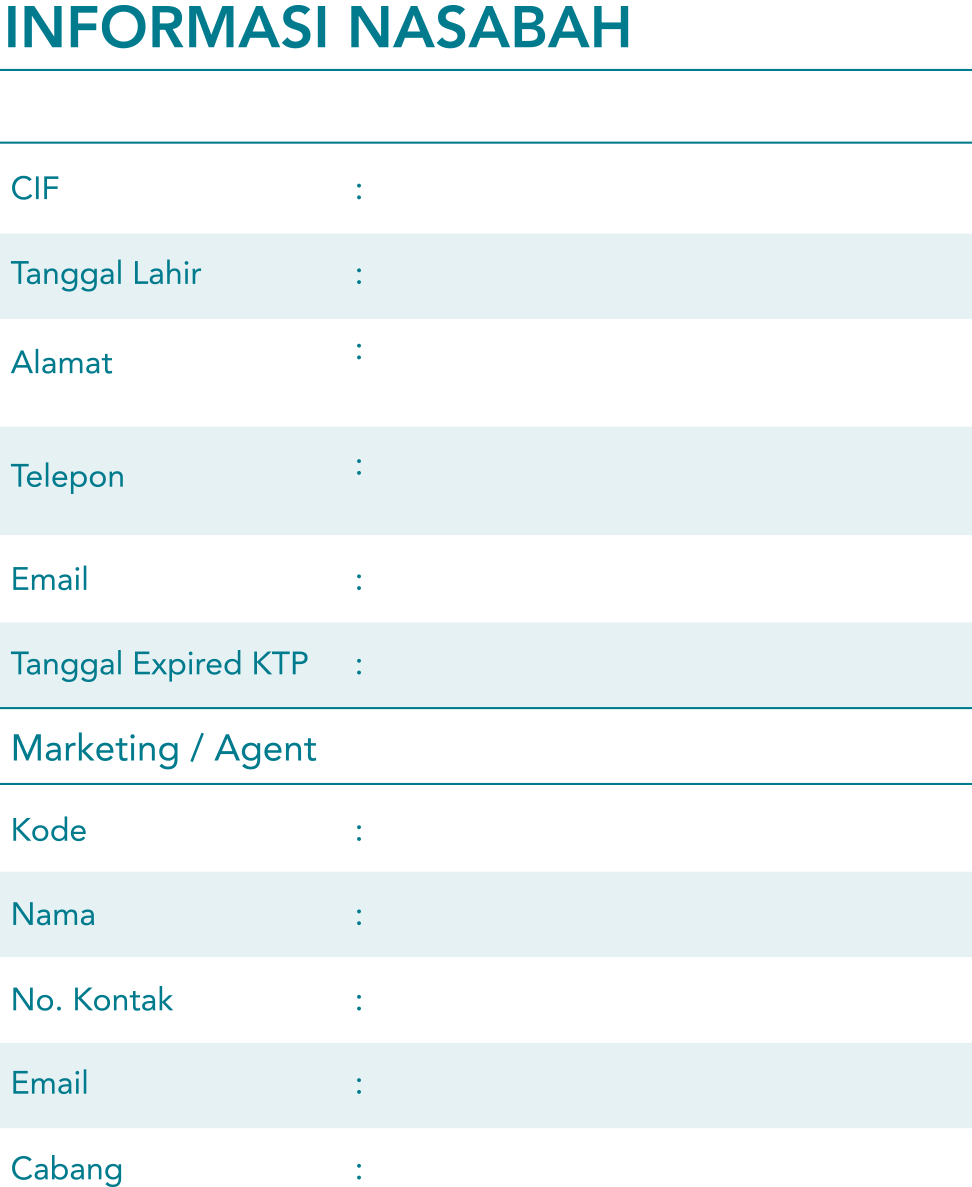 INFORMASI NASABAH
CIF :
Tanggal Lahir :
Alamat :
Telepon :
Email :
Tanggal Expired KTP :
Marketing / Agent
Kode :
Nama :
No. Kontak :
Email :
Cabang :